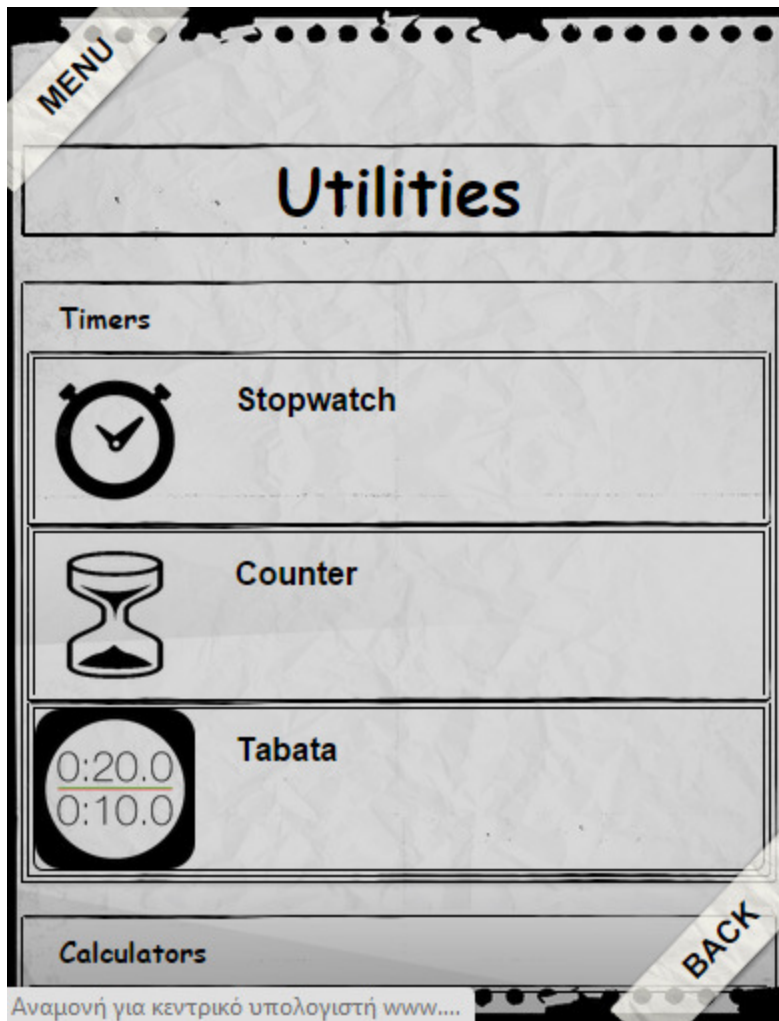 MENU
Utilities
Timers
Stopwatch
Counter
0:20.0
0:10.0
Tabata
Calculators
BACK
Αναμονή για κεντρικό υπολογιστή www....